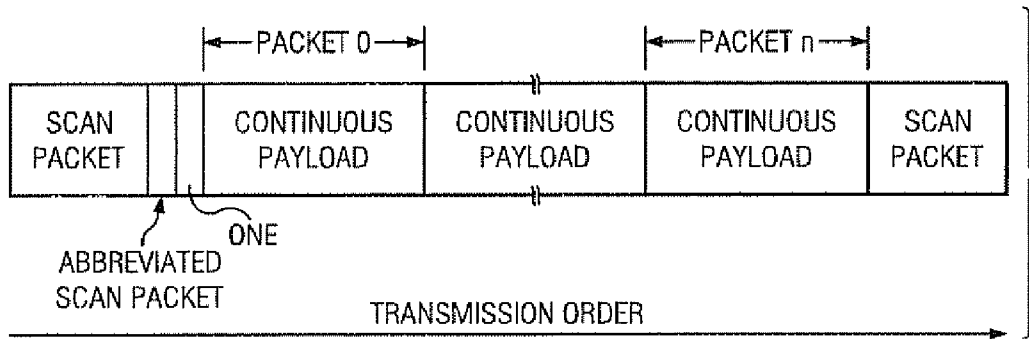 PACKET 0
PACKET n
SCAN PACKET
CONTINUOUS PAYLOAD
CONTINUOUS PAYLOAD
CONTINUOUS PAYLOAD
SCAN PACKET
ONE
ABBREVIATED
SCAN PACKET
TRANSMISSION ORDER